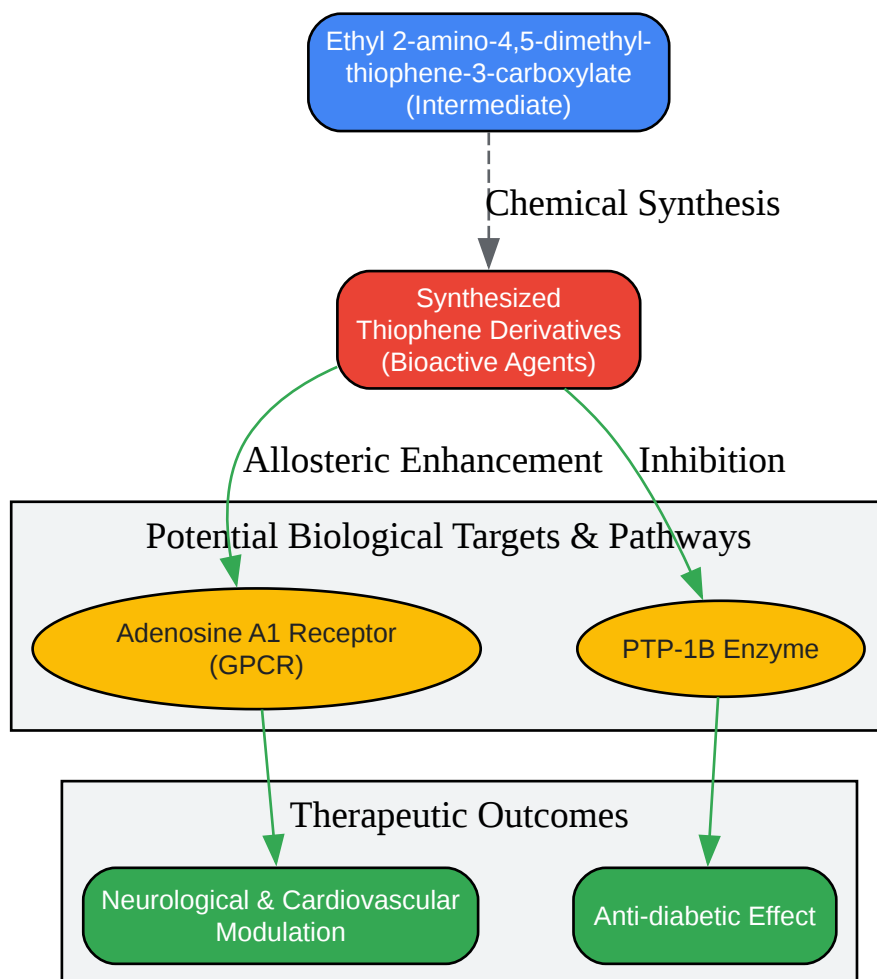 Ethyl 2-amino-4,5-dimethyl-
thiophene-3-carboxylate
(Intermediate)
Chemical Synthesis
Synthesized
Thiophene Derivatives
(Bioactive Agents)
Allosteric Enhancement
Inhibition
Potential Biological Targets & Pathways
Adenosine A1 Receptor
(GPCR)
PTP-1B Enzyme
Therapeutic Outcomes
Neurological & Cardiovascular
Modulation
Anti-diabetic Effect